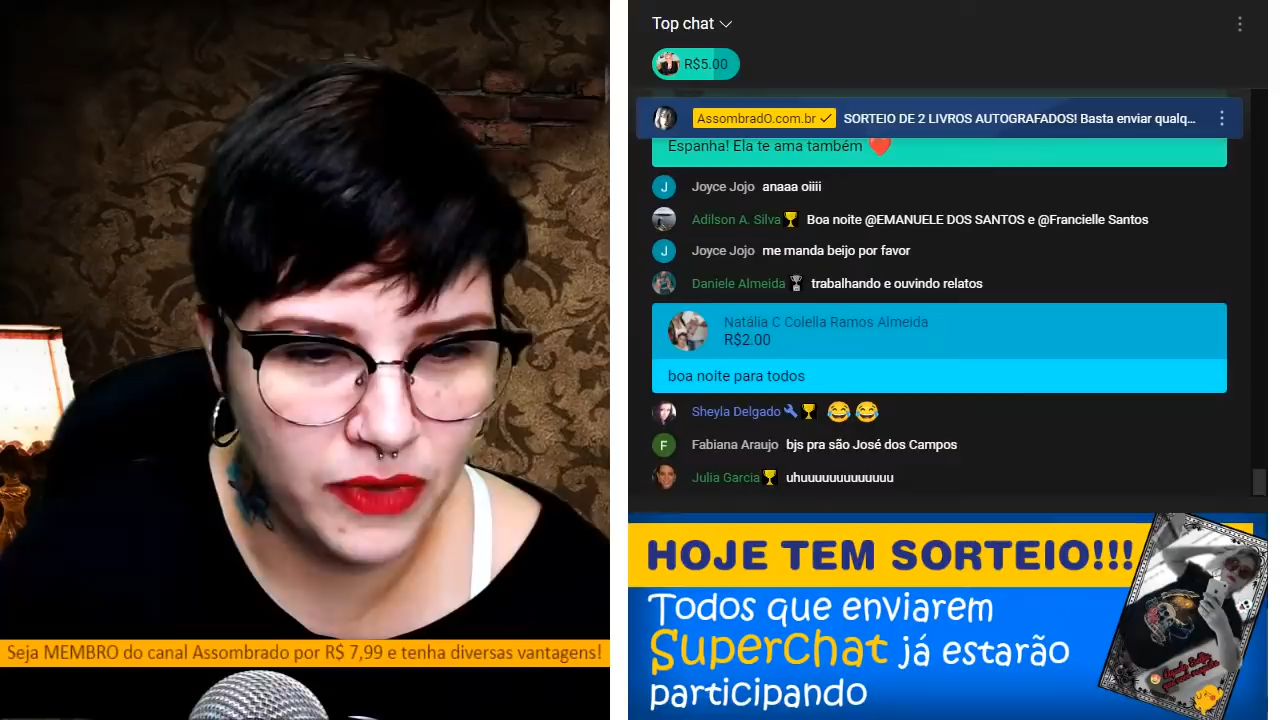 Top chat
R$5.00
AssombradO.com.br SORTEIO DE 2 LIVROS AUTOGRAFADOS! Basta enviar qualq...
Espanha! Ela te ama também
J Joyce Jojo anaaa oiiii
Adilson A. Silva Boa noite @EMANUELE DOS SANTOS e @Francielle Santos
J Joyce Jojo me manda beijo por favor
Daniele Almeida trabalhando e ouvindo relatos
Natália C Colella Ramos Almeida
R$2.00
boa noite para todos
Sheyla Delgado
F Fabiana Araujo bjs pra são José dos Campos
Julia Garcia uhuuuuuuuuuuuuu
HOJE TEM SORTEIO!!!
Todos que enviarem
Superchat já estarão
participando
Seja MEMBRO do canal Assombrado por R$ 7,99 e tenha diversas vantagens!